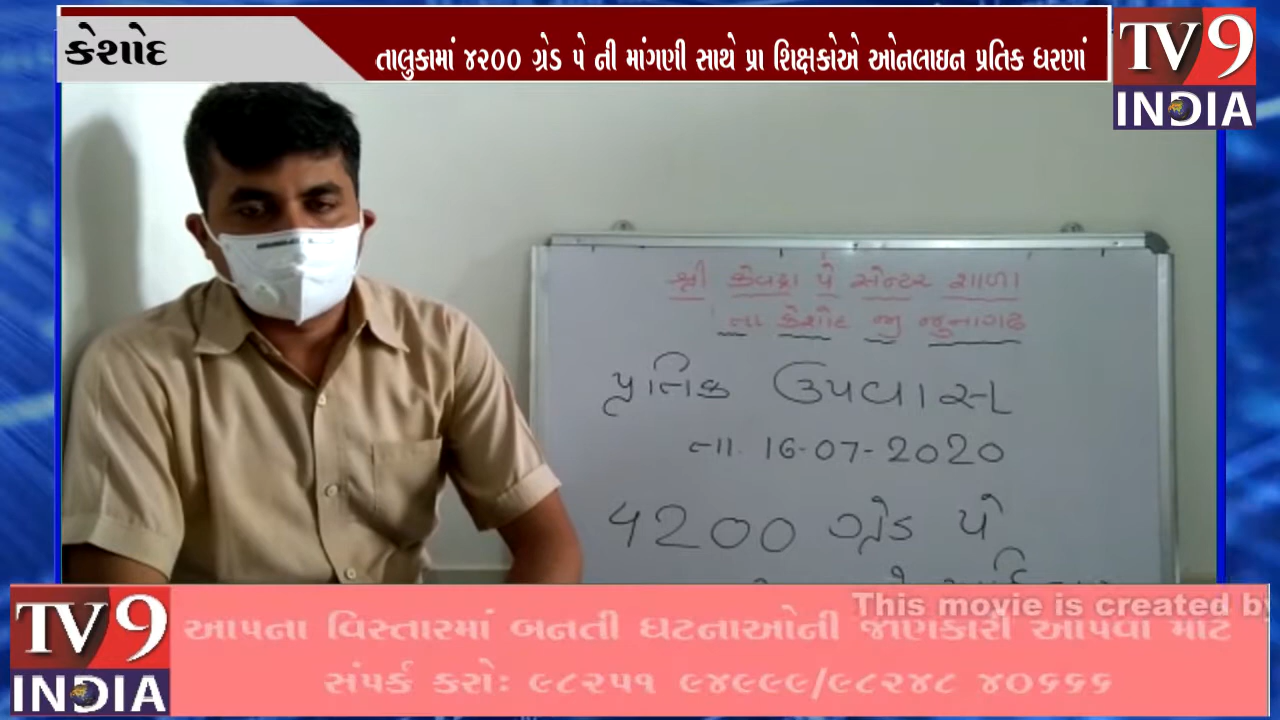 કેશોદ
તાલુકામાં ૪૨૦૦ ગ્રેડ પે ની માંગણી સાથે પ્રા શિક્ષકોએ ઓનલાઇન પ્રતિક ધરણાં
TV9
INDIA
શ્રી કેવદ્રા પે સેન્ટર શાળા
તા કેશોદ જી જુનાગઢ
પ્રતિક ઉપવાસ
તા. 16-07-2020
4200 ગ્રેડ પે
This movie is created by
TV9
INDIA
આપના વિસ્તારમાં બનતી ઘટનાઓની જાણકારી આપવા માટે
સંપર્ક કરોઃ ૯૮૨૫૧ ૯૪૯૯૯/૯૮૨૪૮ ૪૦૬૬૬